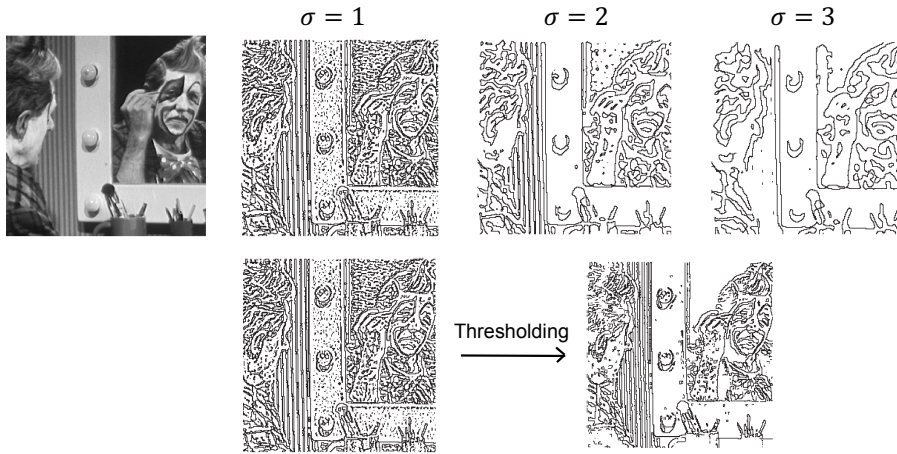 σ = 1
σ = 2
σ = 3
Thresholding